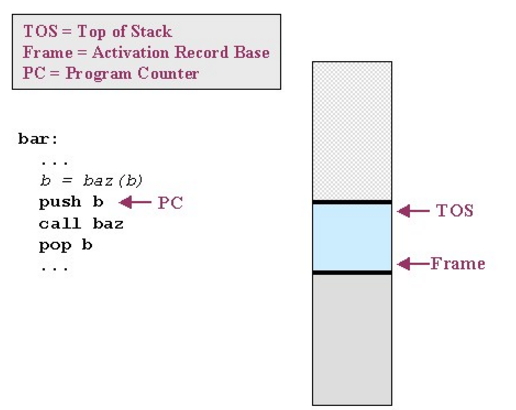 TOS = Top of Stack
Frame = Activation Record Base
PC = Program Counter
bar:
...
b = baz(b)
push b
PC
call baz
pop b
...
TOS
Frame